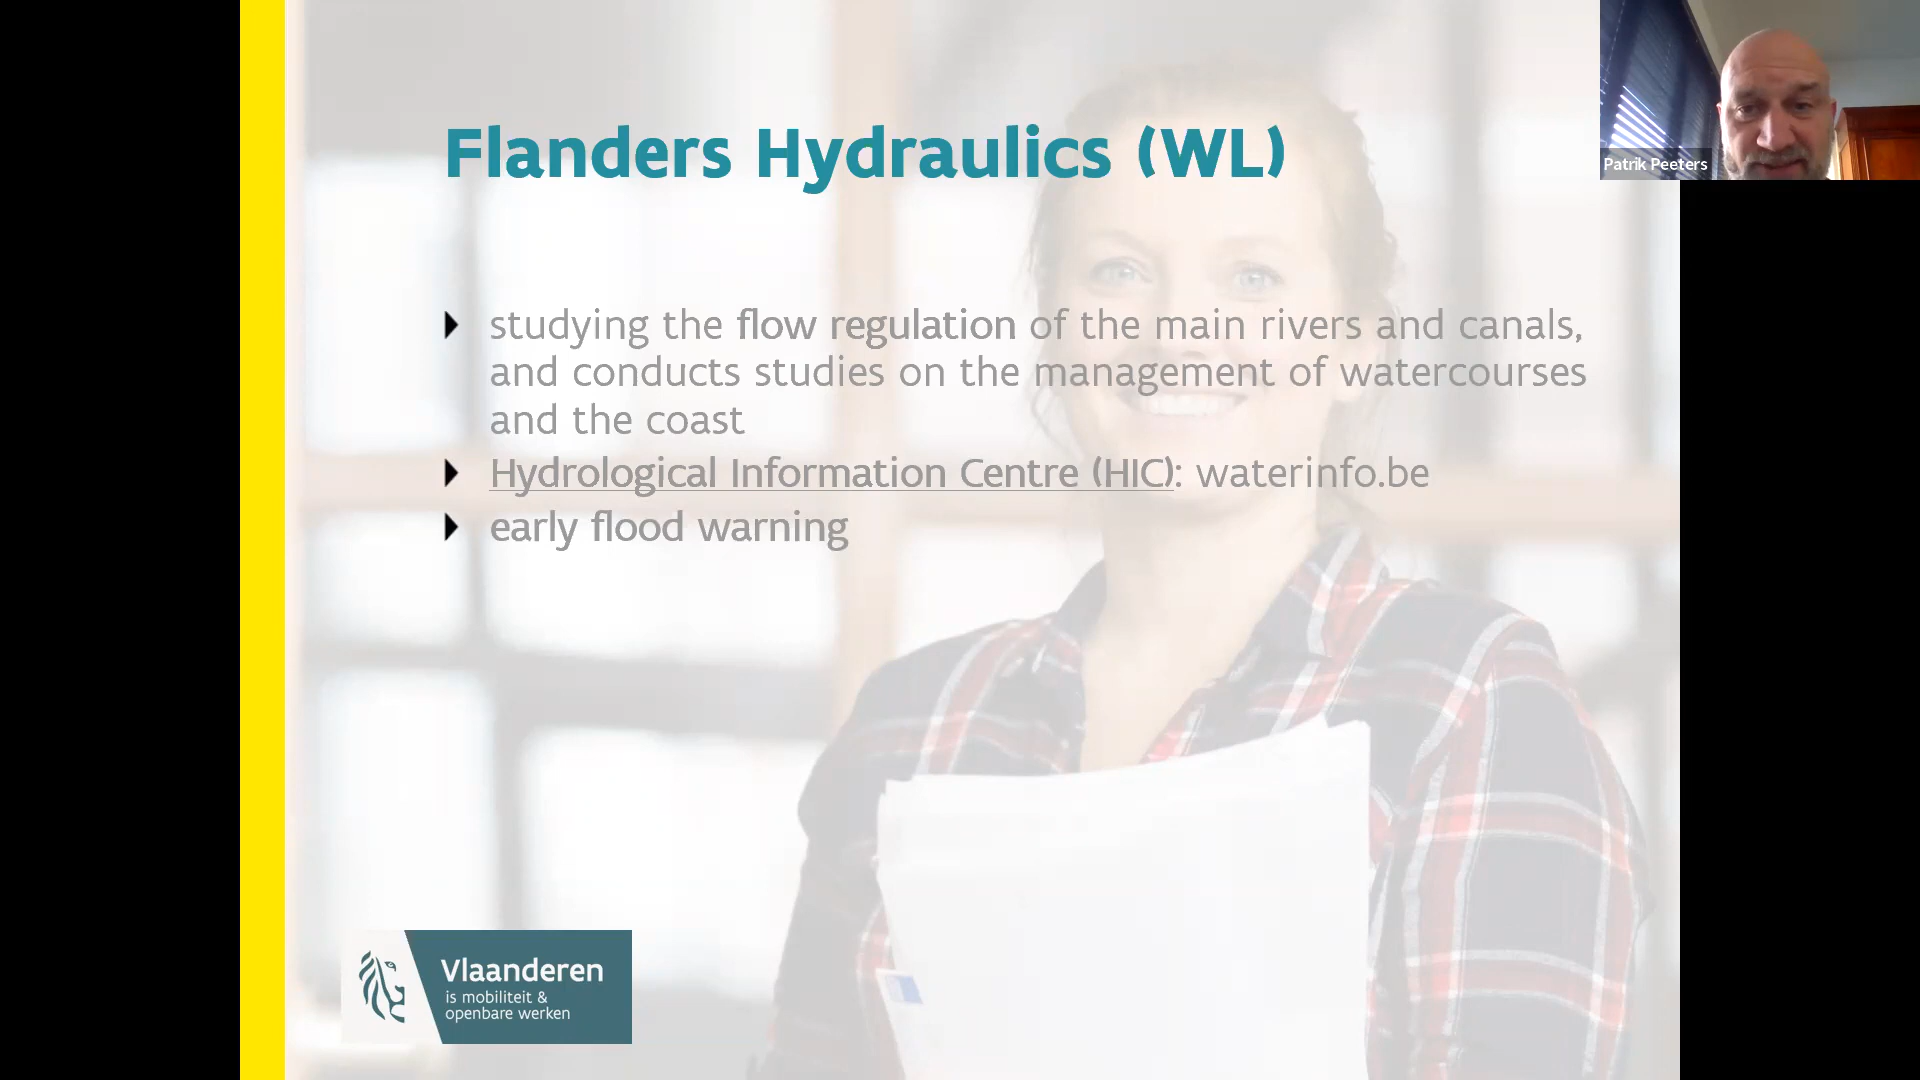 Flanders Hydraulics (WL)
Patrik Peeters
studying the flow regulation of the main rivers and canals,
and conducts studies on the management of watercourses
and the coast
Hydrological Information Centre (HIC): waterinfo.be
early flood warning
Vlaanderen
is mobiliteit &
openbare werken